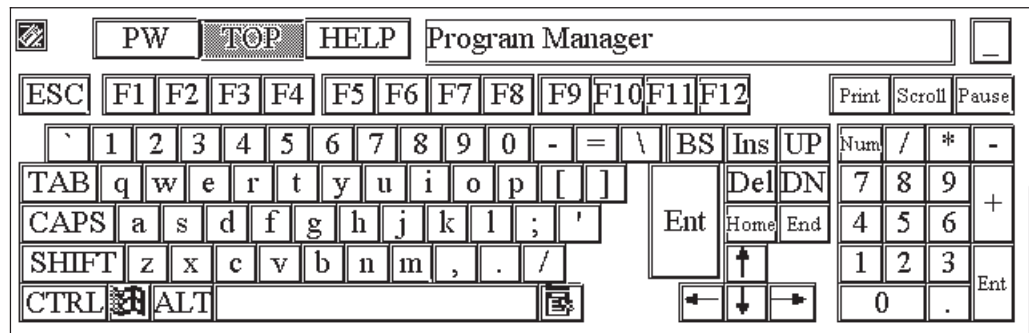 PW TOP HELP Program Manager _
ESC F1 F2 F3 F4 F5 F6 F7 F8 F9 F10 F11 F12 Print Scroll Pause
` 1 2 3 4 5 6 7 8 9 0 - = \ BS Ins UP Num / * -
TAB q w e r t y u i o p [ ] Del DN 7 8 9 +
CAPS a s d f g h j k l ; ' Ent Home End 4 5 6
SHIFT z x c v b n m , . / ↑ 1 2 3 Ent
CTRL ALT ← ↓ → 0 .